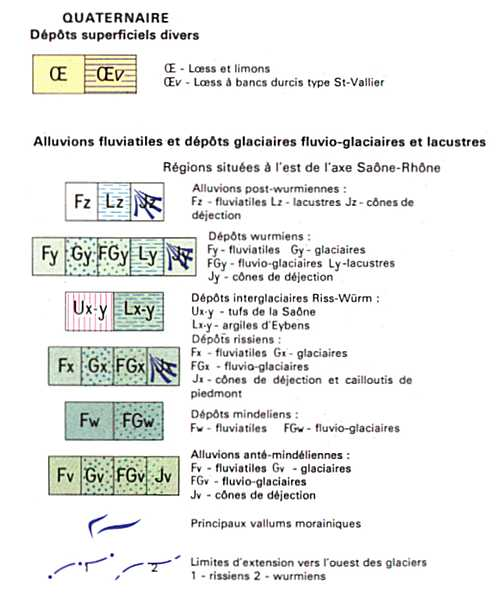 QUATERNAIRE
Dépôts superficiels divers
Œ Œv
Œ - Lœss et limons
Œv - Lœss à bancs durcis type St-Vallier
Alluvions fluviatiles et dépôts glaciaires fluvio-glaciaires et lacustres
Régions situées à l'est de l'axe Saône-Rhône
Fz Lz Jz
Alluvions post-wurmiennes :
Fz - fluviatiles Lz - lacustres Jz - cônes de
déjection
Fy Gy FGy Ly Jy
Dépôts wurmiens :
Fy - fluviatiles Gy - glaciaires
FGy - fluvio-glaciaires Ly-lacustres
Jy - cônes de déjection
Ux-y Lx-y
Dépôts interglaciaires Riss-Würm :
Ux-y - tufs de la Saône
Lx-y - argiles d'Eybens
Fx Gx FGx Jx
Dépôts rissiens :
Fx - fluviatiles Gx - glaciaires
FGx - fluvio-glaciaires
Jx - cônes de déjection et cailloutis de
piedmont
Fw FGw
Dépôts mindeliens :
Fw - fluviatiles FGw - fluvio-glaciaires
Fv Gv FGv Jv
Alluvions anté-mindéliennes :
Fv - fluviatiles Gv - glaciaires
FGv - fluvio-glaciaires
Jv - cônes de déjection
Principaux vallums morainiques
1 2
Limites d'extension vers l'ouest des glaciers
1 - rissiens 2 - wurmiens